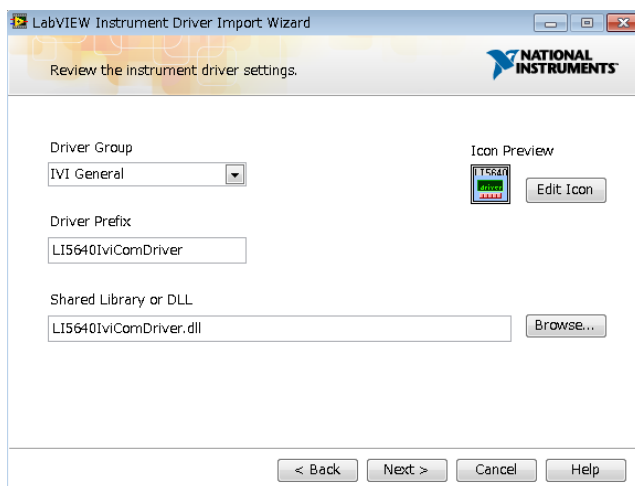 LabVIEW Instrument Driver Import Wizard
Review the instrument driver settings.
NATIONAL
INSTRUMENTS
Driver Group
IVI General
Icon Preview
LI5640
driver
Edit Icon
Driver Prefix
LI5640IviComDriver
Shared Library or DLL
LI5640IviComDriver.dll
Browse...
< Back
Next >
Cancel
Help